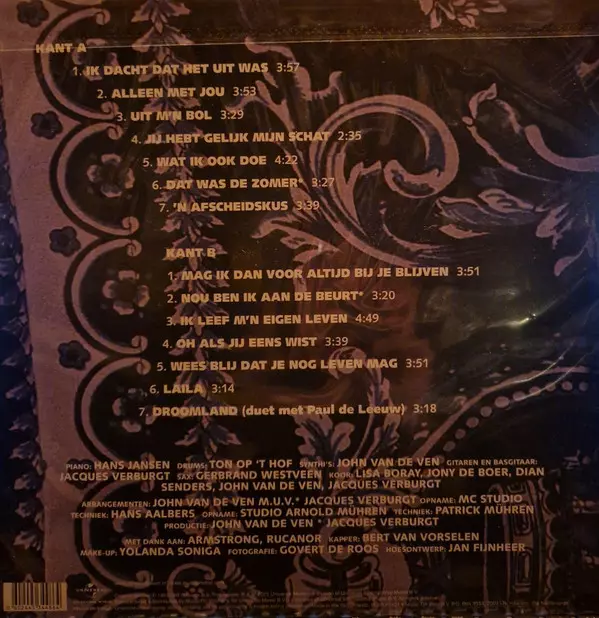 KANT A
1. IK DACHT DAT HET UIT WAS 3:57
2. ALLEEN MET JOU 3:53
3. UIT M'N BOL 3:29
4. JIJ HEBT GELIJK MIJN SCHAT 2:35
5. WAT IK OOK DOE 4:22
6. DAT WAS DE ZOMER* 3:27
7. 'N AFSCHEIDSKUS 3:39
KANT B
1. MAG IK DAN VOOR ALTIJD BIJ JE BLIJVEN 3:51
2. NOU BEN IK AAN DE BEURT* 3:20
3. IK LEEF M'N EIGEN LEVEN 4:49
4. OH ALS JIJ EENS WIST 3:39
5. WEES BLIJ DAT JE NOG LEVEN MAG 3:51
6. LAILA 3:14
7. DROOMLAND (duet met Paul de Leeuw) 3:18
PIANO: HANS JANSEN DRUMS: TON OP 'T HOF SYNTHI'S: JOHN VAN DE VEN GITAREN EN BASGITAAR:
JACQUES VERBURGT SAX: GERBRAND WESTVEEN KOOR: LISA BORAY, JONY DE BOER, DIAN
SENDERS, JOHN VAN DE VEN, JACQUES VERBURGT
ARRANGEMENTEN: JOHN VAN DE VEN M.U.V.* JACQUES VERBURGT OPNAME: MC STUDIO
TECHNIEK: HANS AALBERS OPNAME: STUDIO ARNOLD MÜHREN TECHNIEK: PATRICK MÜHREN
PRODUCTIE: JOHN VAN DE VEN * JACQUES VERBURGT
MET DANK AAN: ARMSTRONG, RUCANOR KAPPER: BERT VAN VORSELEN
MAKE-UP: YOLANDA SONIGA FOTOGRAFIE: GOVERT DE ROOS HOESONTWERP: JAN FIJNHEER